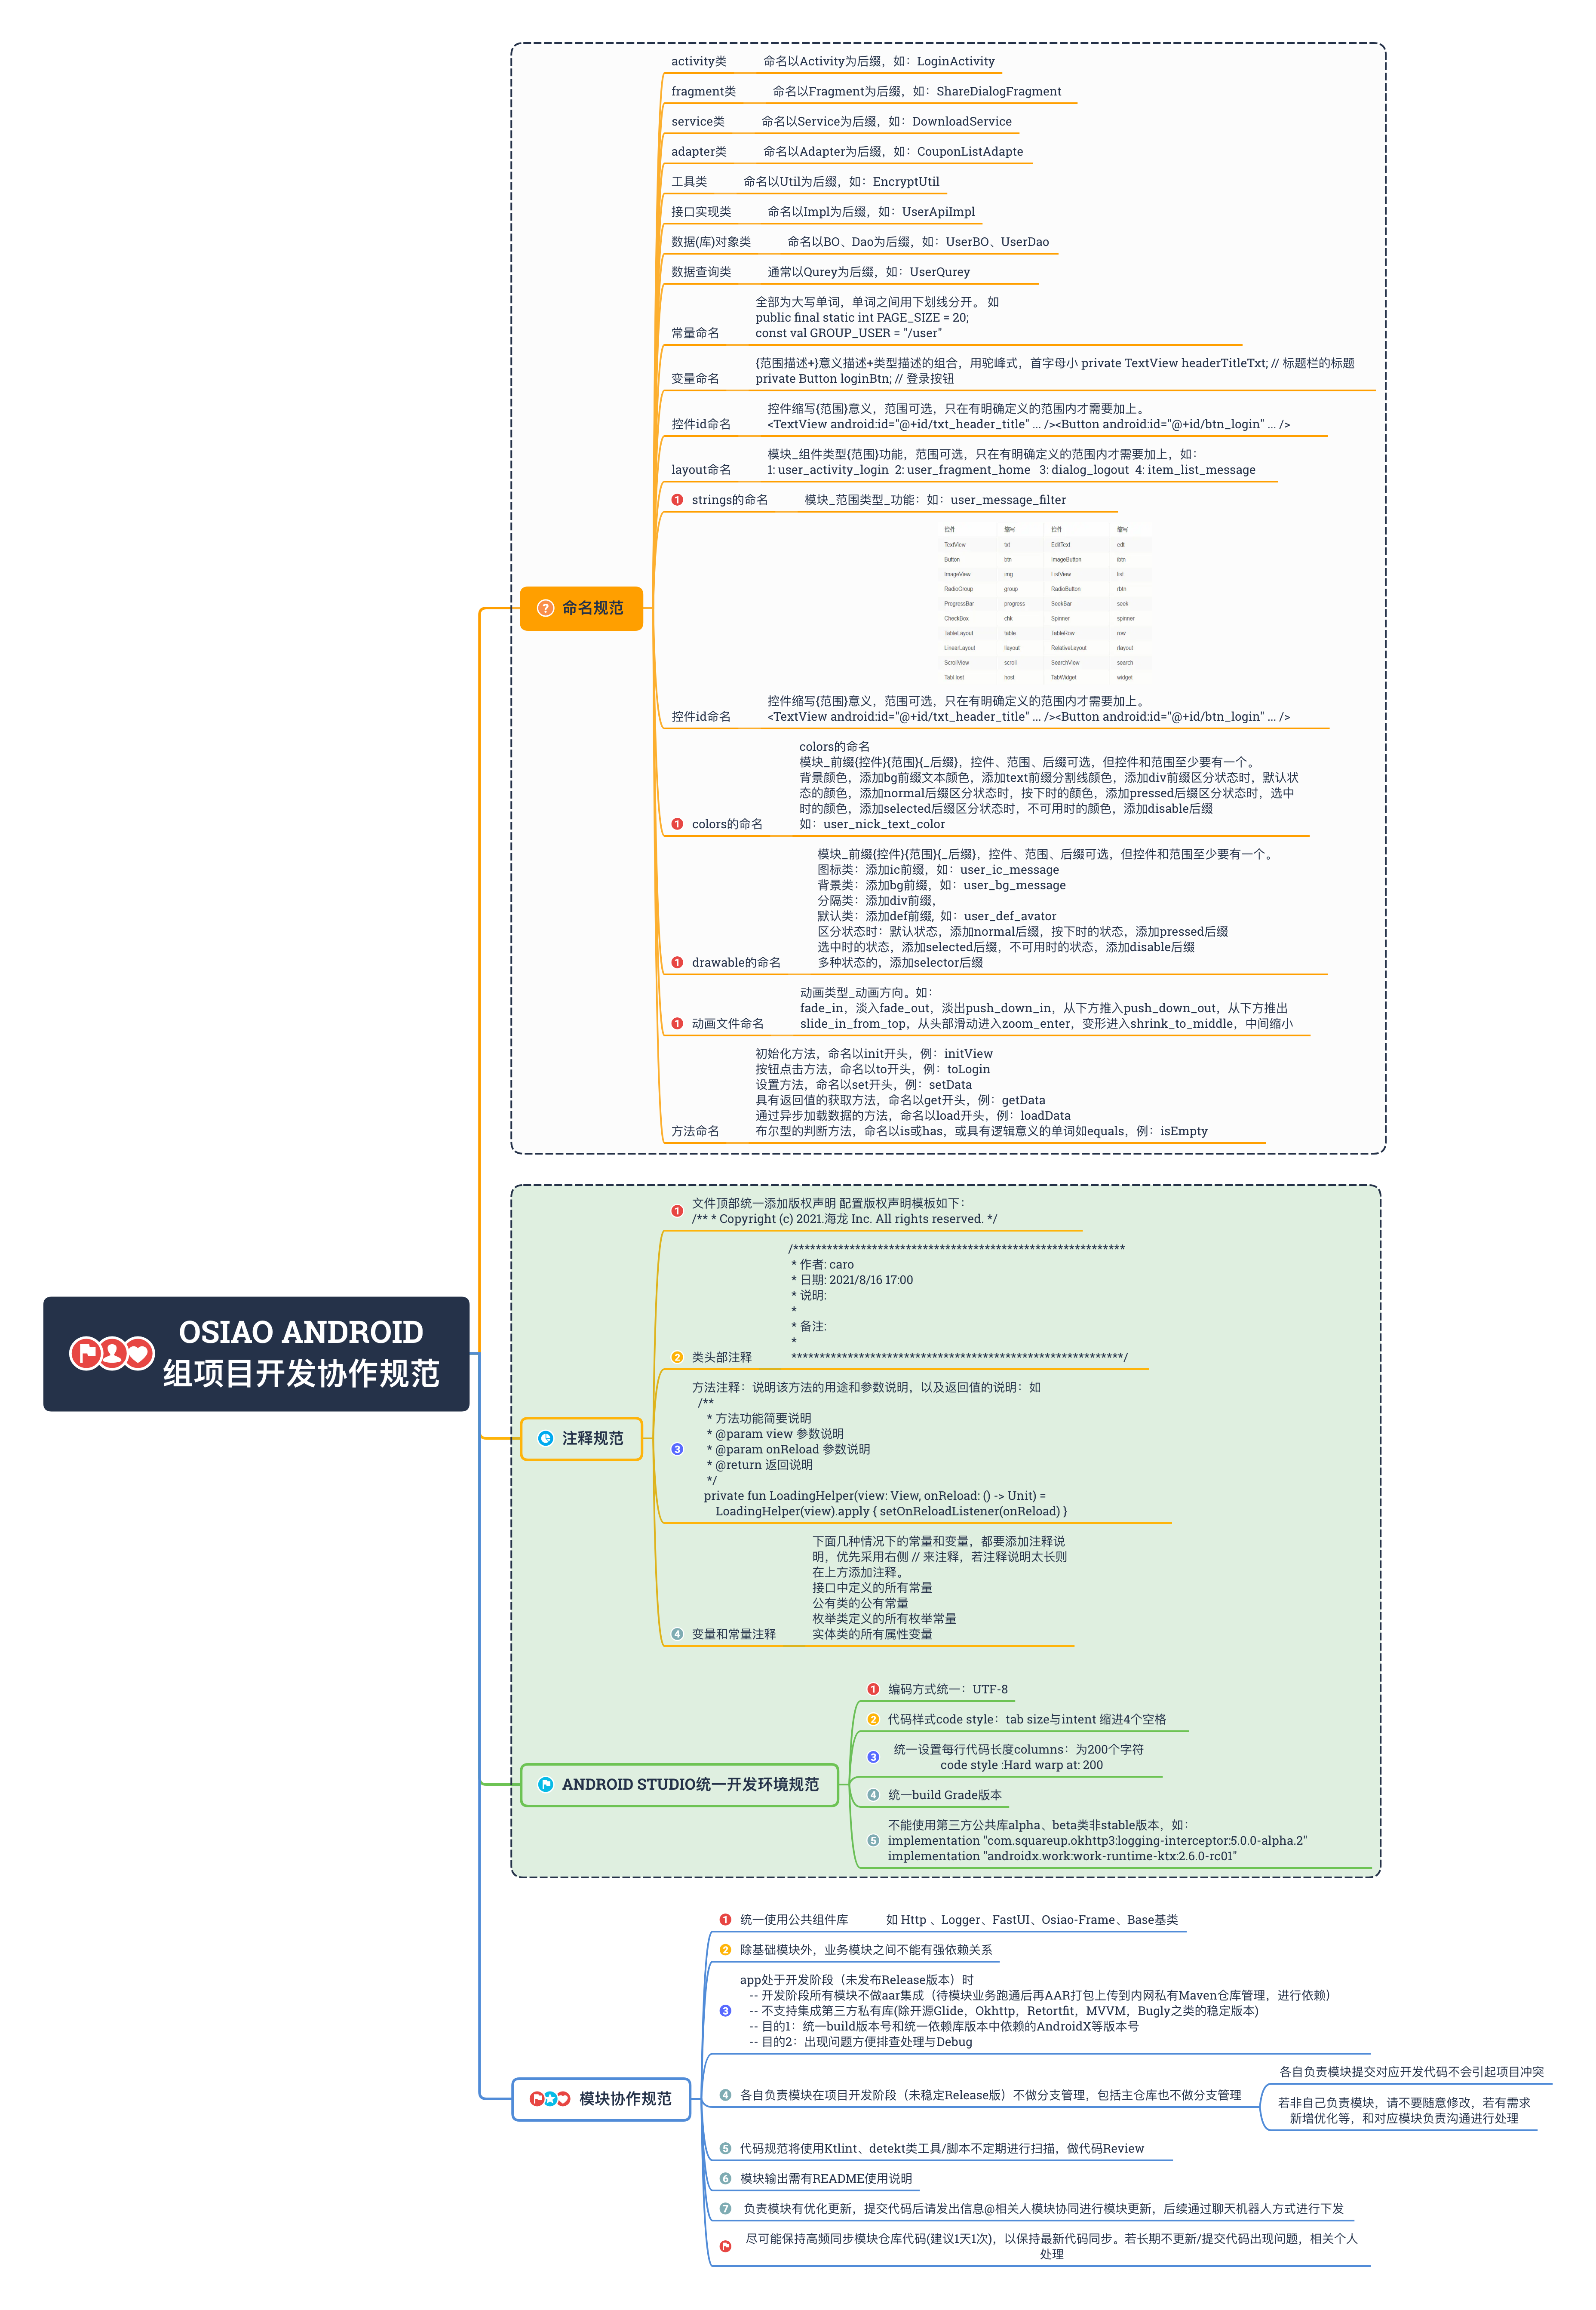 OSIAO ANDROID
组项目开发协作规范
命名规范
activity类 命名以Activity为后缀，如：LoginActivity
fragment类 命名以Fragment为后缀，如：ShareDialogFragment
service类 命名以Service为后缀，如：DownloadService
adapter类 命名以Adapter为后缀，如：CouponListAdapte
工具类 命名以Util为后缀，如：EncryptUtil
接口实现类 命名以Impl为后缀，如：UserApiImpl
数据(库)对象类 命名以BO、Dao为后缀，如：UserBO、UserDao
数据查询类 通常以Qurey为后缀，如：UserQurey
常量命名
全部为大写单词，单词之间用下划线分开。 如
public final static int PAGE_SIZE = 20;
const val GROUP_USER = "/user"
变量命名
{范围描述+}意义描述+类型描述的组合，用驼峰式，首字母小 private TextView headerTitleTxt; // 标题栏的标题
private Button loginBtn; // 登录按钮
控件id命名
控件缩写{范围}意义，范围可选，只在有明确定义的范围内才需要加上。
<TextView android:id="@+id/txt_header_title" ... /><Button android:id="@+id/btn_login" ... />
layout命名
模块_组件类型{范围}功能，范围可选，只在有明确定义的范围内才需要加上，如：
1: user_activity_login 2: user_fragment_home 3: dialog_logout 4: item_list_message
1 strings的命名 模块_范围类型_功能：如：user_message_filter
控件 缩写 控件 缩写
TextView txt EditText edt
Button btn ImageButton ibtn
ImageView img ListView list
RadioGroup group RadioButton rbtn
ProgressBar progress SeekBar seek
CheckBox chk Spinner spinner
TableLayout table TableRow row
LinearLayout llayout RelativeLayout rlayout
ScrollView scroll SearchView search
TabHost host TabWidget widget
控件id命名
控件缩写{范围}意义，范围可选，只在有明确定义的范围内才需要加上。
<TextView android:id="@+id/txt_header_title" ... /><Button android:id="@+id/btn_login" ... />
1 colors的命名
colors的命名
模块_前缀{控件}{范围}{_后缀}，控件、范围、后缀可选，但控件和范围至少要有一个。
背景颜色，添加bg前缀文本颜色，添加text前缀分割线颜色，添加div前缀区分状态时，默认状
态的颜色，添加normal后缀区分状态时，按下时的颜色，添加pressed后缀区分状态时，选中
时的颜色，添加selected后缀区分状态时，不可用时的颜色，添加disable后缀
如：user_nick_text_color
1 drawable的命名
模块_前缀{控件}{范围}{_后缀}，控件、范围、后缀可选，但控件和范围至少要有一个。
图标类：添加ic前缀，如：user_ic_message
背景类：添加bg前缀，如：user_bg_message
分隔类：添加div前缀，
默认类：添加def前缀, 如：user_def_avator
区分状态时：默认状态，添加normal后缀，按下时的状态，添加pressed后缀
选中时的状态，添加selected后缀，不可用时的状态，添加disable后缀
多种状态的，添加selector后缀
1 动画文件命名
动画类型_动画方向。如：
fade_in，淡入fade_out，淡出push_down_in，从下方推入push_down_out，从下方推出
slide_in_from_top，从头部滑动进入zoom_enter，变形进入shrink_to_middle，中间缩小
方法命名
初始化方法，命名以init开头，例：initView
按钮点击方法，命名以to开头，例：toLogin
设置方法，命名以set开头，例：setData
具有返回值的获取方法，命名以get开头，例：getData
通过异步加载数据的方法，命名以load开头，例：loadData
布尔型的判断方法，命名以is或has，或具有逻辑意义的单词如equals，例：isEmpty
注释规范
1 文件顶部统一添加版权声明 配置版权声明模板如下：
/** * Copyright (c) 2021.海龙 Inc. All rights reserved. */
2 类头部注释
/***********************************************************
* 作者: caro
* 日期: 2021/8/16 17:00
* 说明:
*
* 备注:
*
***********************************************************/
3 方法注释：说明该方法的用途和参数说明，以及返回值的说明：如
/**
* 方法功能简要说明
* @param view 参数说明
* @param onReload 参数说明
* @return 返回说明
*/
private fun LoadingHelper(view: View, onReload: () -> Unit) =
LoadingHelper(view).apply { setOnReloadListener(onReload) }
4 变量和常量注释
下面几种情况下的常量和变量，都要添加注释说
明，优先采用右侧 // 来注释，若注释说明太长则
在上方添加注释。
接口中定义的所有常量
公有类的公有常量
枚举类定义的所有枚举常量
实体类的所有属性变量
ANDROID STUDIO统一开发环境规范
1 编码方式统一：UTF-8
2 代码样式code style：tab size与intent 缩进4个空格
3 统一设置每行代码长度columns：为200个字符
code style :Hard warp at: 200
4 统一build Grade版本
5 不能使用第三方公共库alpha、beta类非stable版本，如：
implementation "com.squareup.okhttp3:logging-interceptor:5.0.0-alpha.2"
implementation "androidx.work:work-runtime-ktx:2.6.0-rc01"
模块协作规范
1 统一使用公共组件库 如 Http 、Logger、FastUI、Osiao-Frame、Base基类
2 除基础模块外，业务模块之间不能有强依赖关系
3 app处于开发阶段（未发布Release版本）时
-- 开发阶段所有模块不做aar集成（待模块业务跑通后再AAR打包上传到内网私有Maven仓库管理，进行依赖）
-- 不支持集成第三方私有库(除开源Glide，Okhttp，Retortfit，MVVM，Bugly之类的稳定版本)
-- 目的1：统一build版本号和统一依赖库版本中依赖的AndroidX等版本号
-- 目的2：出现问题方便排查处理与Debug
4 各自负责模块在项目开发阶段（未稳定Release版）不做分支管理，包括主仓库也不做分支管理
各自负责模块提交对应开发代码不会引起项目冲突
若非自己负责模块，请不要随意修改，若有需求
新增优化等，和对应模块负责沟通进行处理
5 代码规范将使用Ktlint、detekt类工具/脚本不定期进行扫描，做代码Review
6 模块输出需有README使用说明
7 负责模块有优化更新，提交代码后请发出信息@相关人模块协同进行模块更新，后续通过聊天机器人方式进行下发
尽可能保持高频同步模块仓库代码(建议1天1次)，以保持最新代码同步。若长期不更新/提交代码出现问题，相关个人
处理